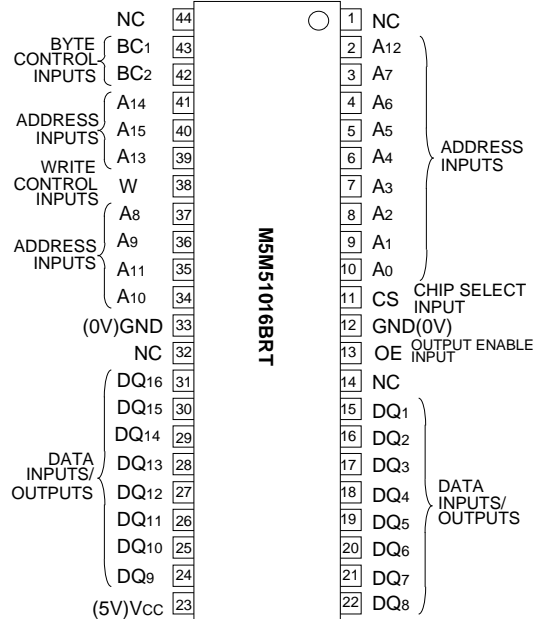 NC 44
BYTE CONTROL INPUTS
BC1 43
BC2 42
ADDRESS INPUTS
A14 41
A15 40
A13 39
WRITE CONTROL INPUTS
W 38
ADDRESS INPUTS
A8 37
A9 36
A11 35
A10 34
(0V)GND 33
NC 32
DATA INPUTS/ OUTPUTS
DQ16 31
DQ15 30
DQ14 29
DQ13 28
DQ12 27
DQ11 26
DQ10 25
DQ9 24
(5V)VCC 23
M5M51016BRT
1 NC
2 A12
3 A7
4 A6
5 A5
6 A4
7 A3
8 A2
9 A1
10 A0
ADDRESS INPUTS
11 CS CHIP SELECT INPUT
12 GND(0V)
13 OE OUTPUT ENABLE INPUT
14 NC
15 DQ1
16 DQ2
17 DQ3
18 DQ4
19 DQ5
20 DQ6
21 DQ7
22 DQ8
DATA INPUTS/ OUTPUTS